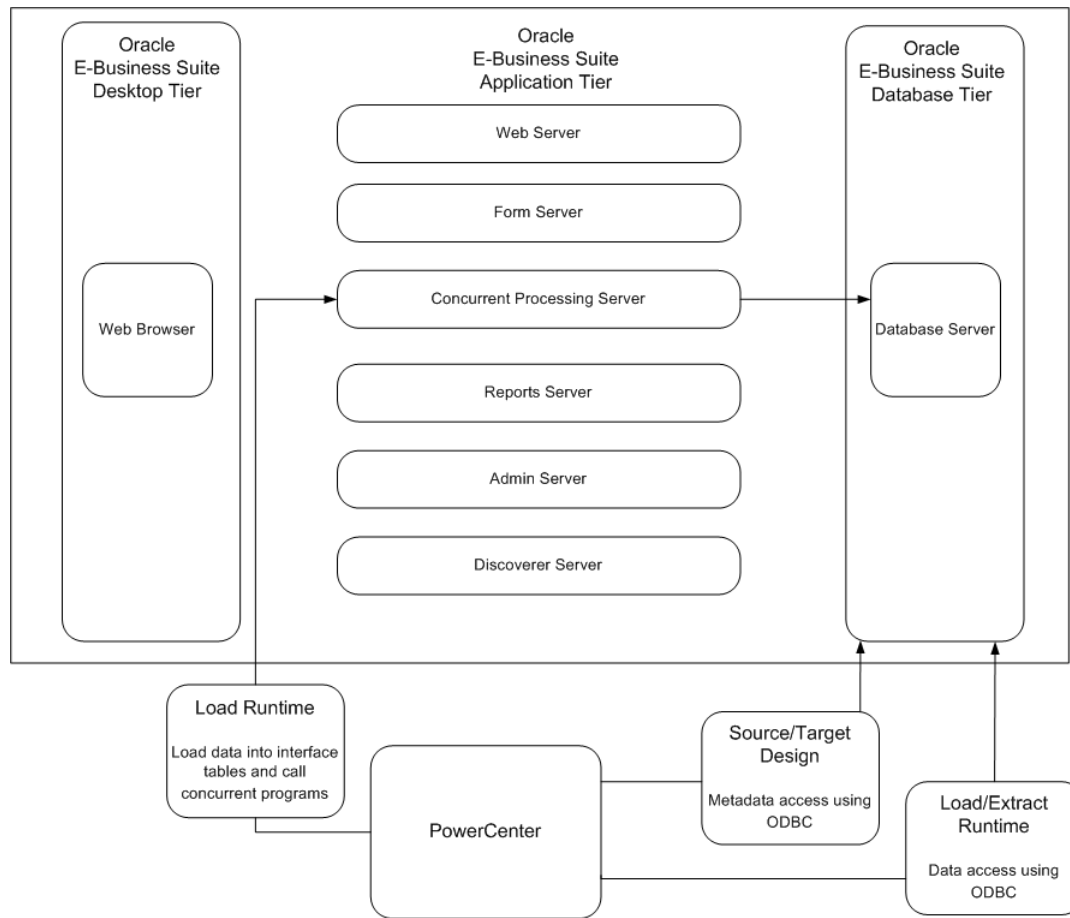 Oracle
E-Business Suite
Desktop Tier
Oracle
E-Business Suite
Application Tier
Oracle
E-Business Suite
Database Tier
Web Server
Form Server
Concurrent Processing Server
Reports Server
Admin Server
Discoverer Server
Web Browser
Database Server
Load Runtime
Load data into interface
tables and call
concurrent programs
PowerCenter
Source/Target
Design
Metadata access using
ODBC
Load/Extract
Runtime
Data access using
ODBC